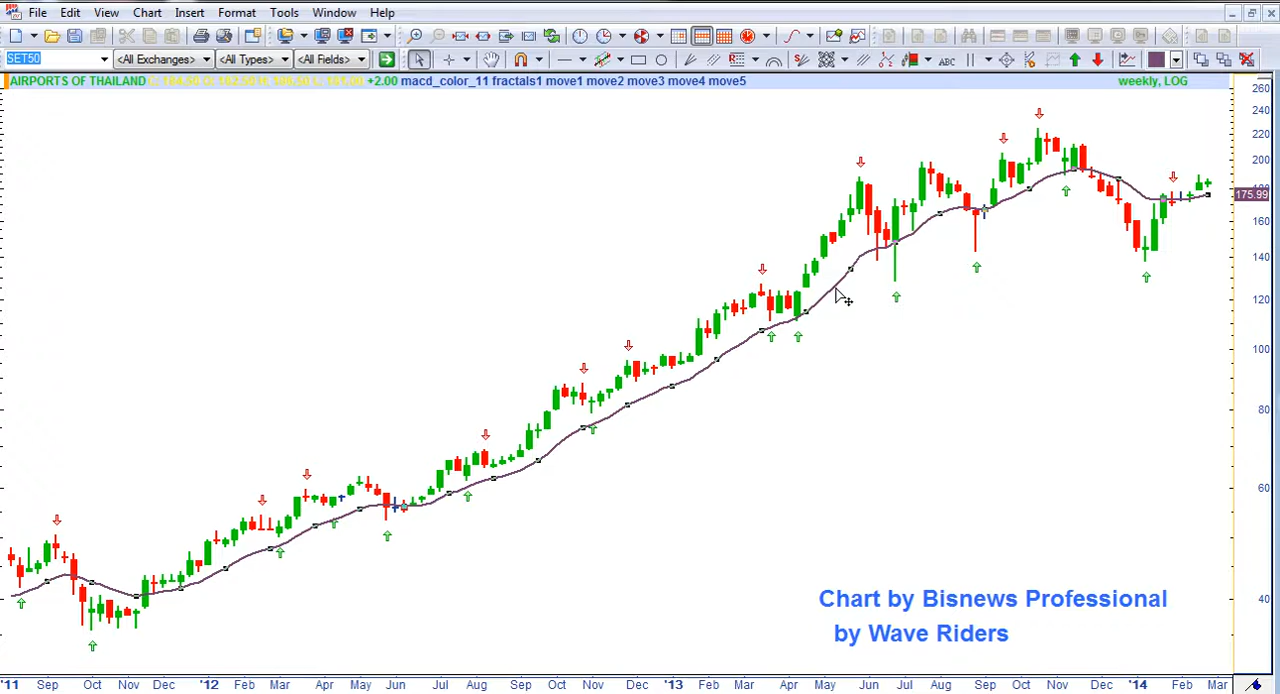 File Edit View Chart Insert Format Tools Window Help
SET50 <All Exchanges> <All Types> <All Fields> ABC
AIRPORTS OF THAILAND +2.00 macd_color_11 fractals1 move1 move2 move3 move4 move5 weekly, LOG
260
240
220
200
175.99
160
140
120
100
80
60
40
Chart by Bisnews Professional
by Wave Riders
'11 Sep Oct Nov Dec '12 Feb Mar Apr May Jun Jul Aug Sep Oct Nov Dec '13 Feb Mar Apr May Jun Jul Aug Sep Oct Nov Dec '14 Feb Mar